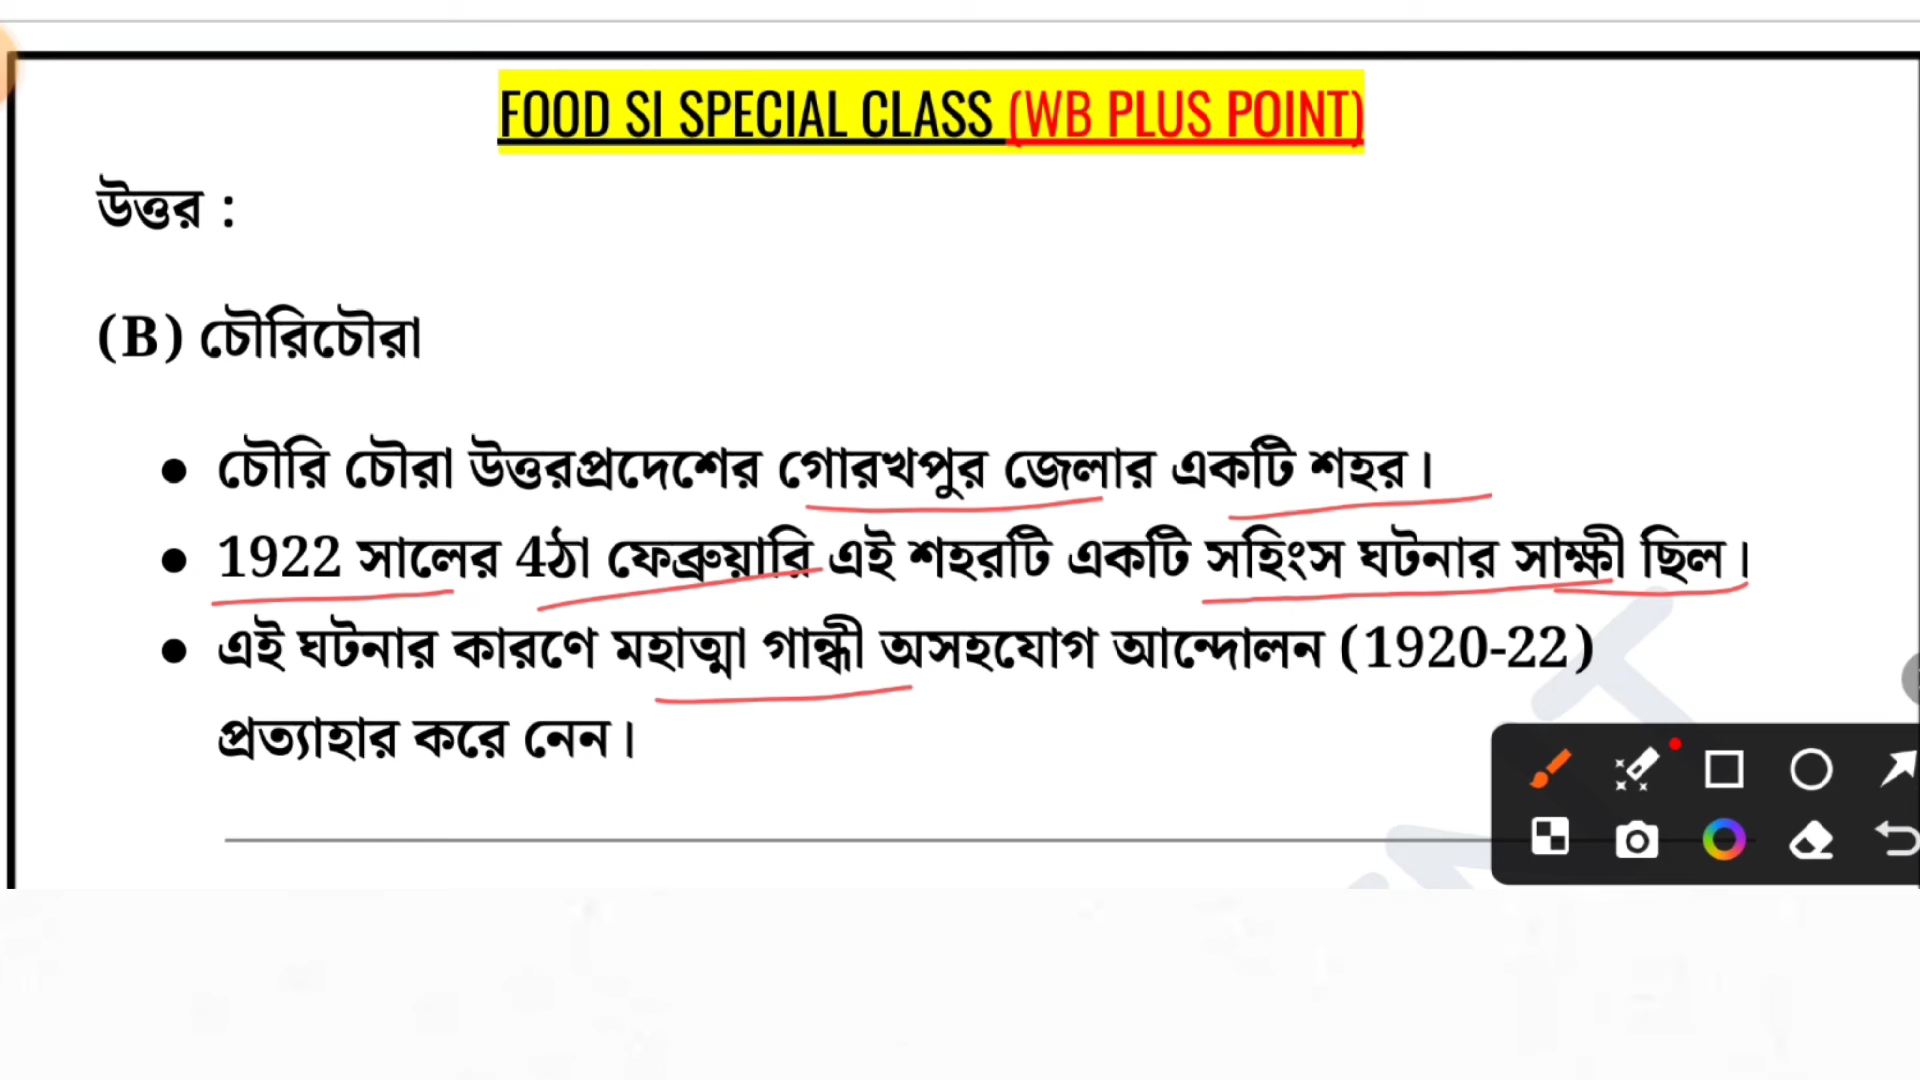 FOOD SI SPECIAL CLASS (WB PLUS POINT)
উত্তর :
(B) চৌরিচৌরা
● চৌরি চৌরা উত্তরপ্রদেশের গোরখপুর জেলার একটি শহর।
● 1922 সালের 4ঠা ফেব্রুয়ারি এই শহরটি একটি সহিংস ঘটনার সাক্ষী ছিল।
● এই ঘটনার কারণে মহাত্মা গান্ধী অসহযোগ আন্দোলন (1920-22)
প্রত্যাহার করে নেন।